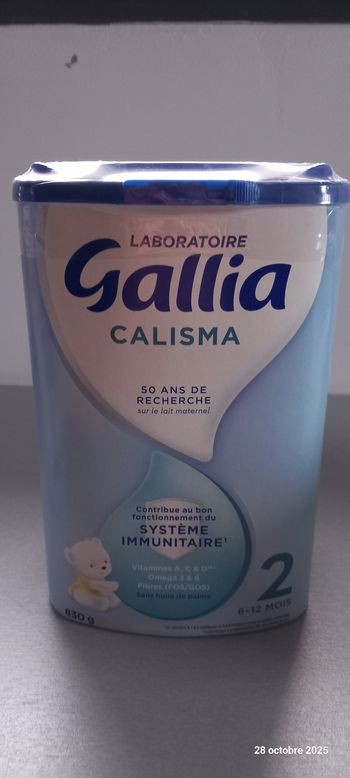 LABORATOIRE
Gallia
CALISMA
50 ANS DE
RECHERCHE
sur le lait maternel
Contribue au bon
fonctionnement du
SYSTÈME
IMMUNITAIRE¹
Vitamines A, C & D
Omega 3 & 6
Fibres (FOS/GOS)
Sans huile de palme
2
6-12 MOIS
830 g
28 octobre 2025